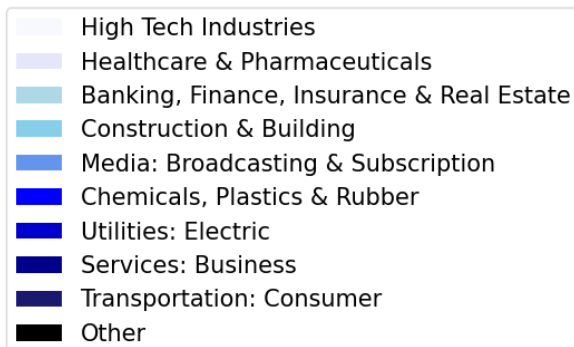 High Tech Industries
Healthcare & Pharmaceuticals
Banking, Finance, Insurance & Real Estate
Construction & Building
Media: Broadcasting & Subscription
Chemicals, Plastics & Rubber
Utilities: Electric
Services: Business
Transportation: Consumer
Other